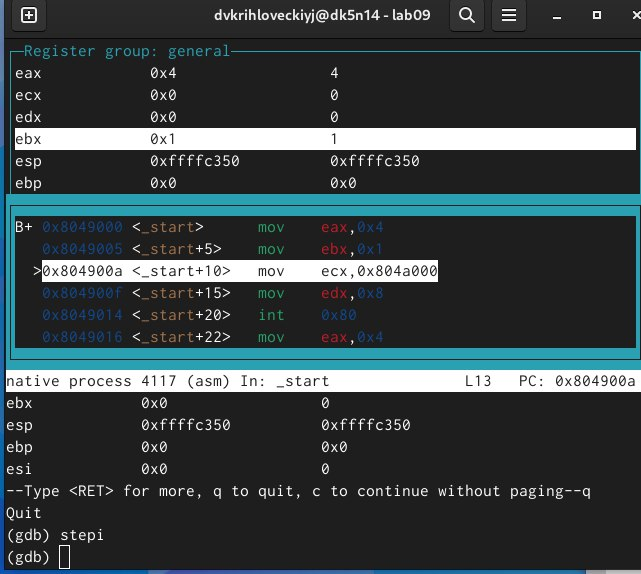 dvkrihloveckiyj@dk5n14 - lab09
Register group: general
eax 0x4 4
ecx 0x0 0
edx 0x0 0
ebx 0x1 1
esp 0xffffc350 0xffffc350
ebp 0x0 0x0
B+ 0x8049000 <_start> mov eax,0x4
0x8049005 <_start+5> mov ebx,0x1
>0x804900a <_start+10> mov ecx,0x804a000
0x804900f <_start+15> mov edx,0x8
0x8049014 <_start+20> int 0x80
0x8049016 <_start+22> mov eax,0x4
native process 4117 (asm) In: _start L13 PC: 0x804900a
ebx 0x0 0
esp 0xffffc350 0xffffc350
ebp 0x0 0x0
esi 0x0 0
--Type <RET> for more, q to quit, c to continue without paging--q
Quit
(gdb) stepi
(gdb)